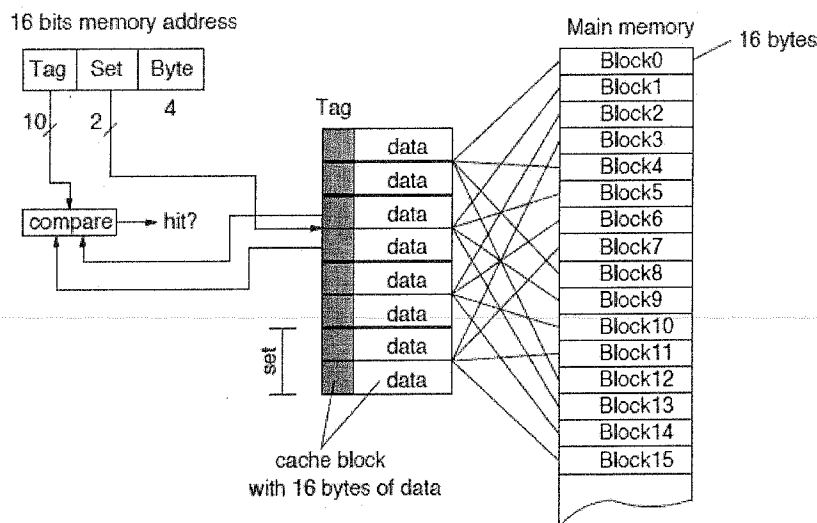 16 bits memory address
Tag Set Byte
4
10 2
compare
hit?
Tag
data
data
data
data
data
data
data
data
set
cache block
with 16 bytes of data
Main memory
16 bytes
Block0
Block1
Block2
Block3
Block4
Block5
Block6
Block7
Block8
Block9
Block10
Block11
Block12
Block13
Block14
Block15